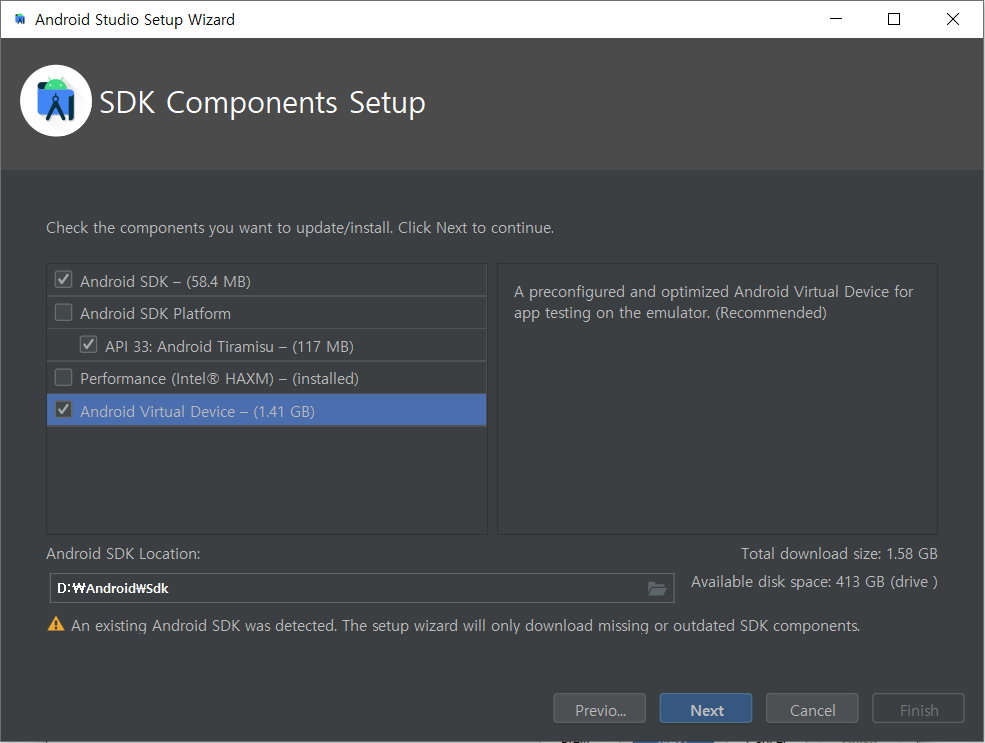 Android Studio Setup Wizard
SDK Components Setup
Check the components you want to update/install. Click Next to continue.
Android SDK – (58.4 MB)
Android SDK Platform
API 33: Android Tiramisu – (117 MB)
Performance (Intel® HAXM) – (installed)
Android Virtual Device – (1.41 GB)
A preconfigured and optimized Android Virtual Device for
app testing on the emulator. (Recommended)
Android SDK Location:
Total download size: 1.58 GB
D:₩Android₩Sdk
Available disk space: 413 GB (drive )
An existing Android SDK was detected. The setup wizard will only download missing or outdated SDK components.
Previo...
Next
Cancel
Finish